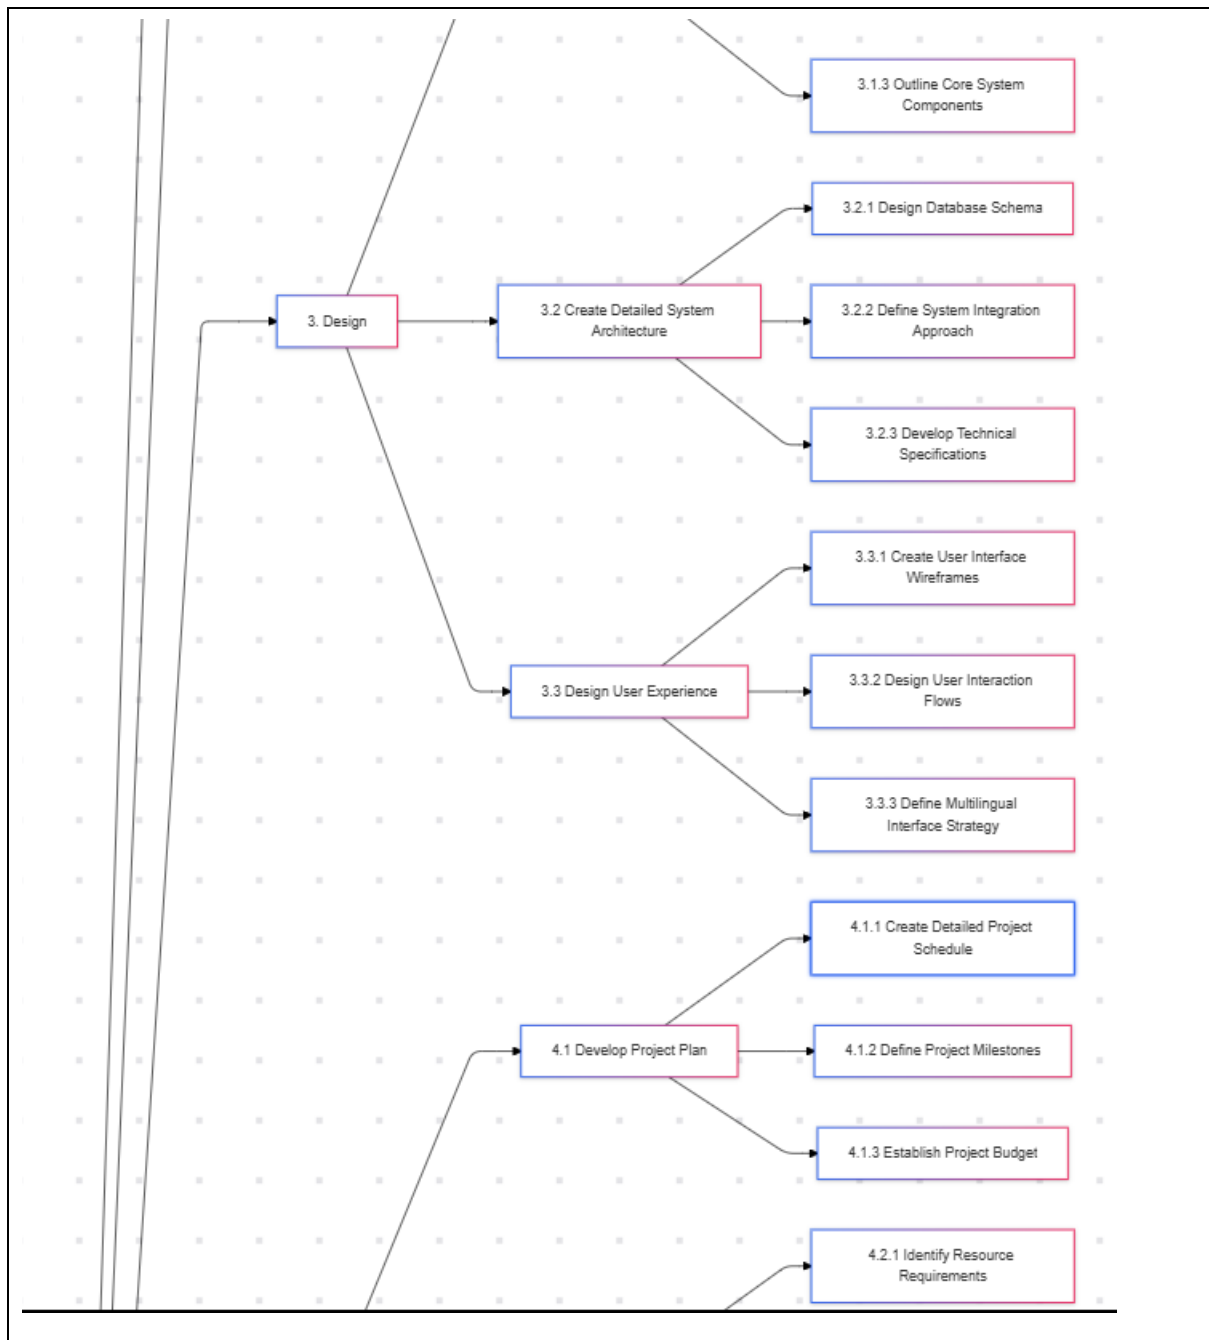 3.1.3 Outline Core System
Components
3.2.1 Design Database Schema
3. Design
3.2 Create Detailed System
Architecture
3.2.2 Define System Integration
Approach
3.2.3 Develop Technical
Specifications
3.3.1 Create User Interface
Wireframes
3.3 Design User Experience
3.3.2 Design User Interaction
Flows
3.3.3 Define Multilingual
Interface Strategy
4.1.1 Create Detailed Project
Schedule
4.1 Develop Project Plan
4.1.2 Define Project Milestones
4.1.3 Establish Project Budget
4.2.1 Identify Resource
Requirements